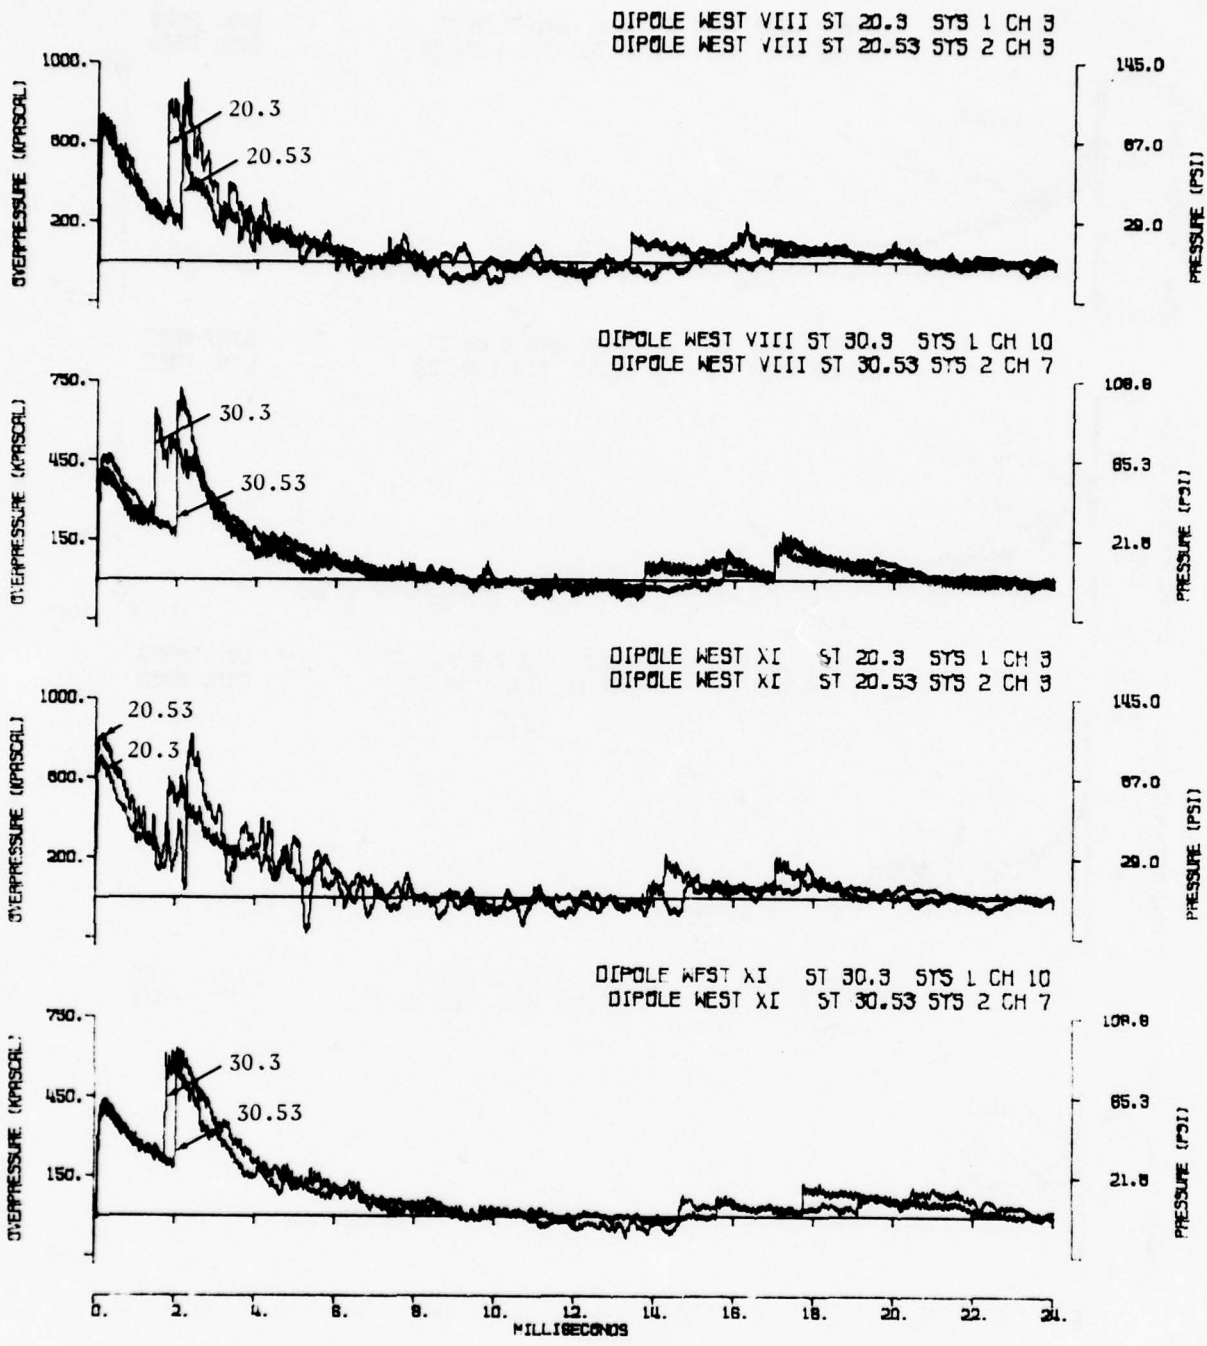 DIPOLE WEST VIII ST 20.3 SYS 1 CH 3
DIPOLE WEST VIII ST 20.53 SYS 2 CH 3
1000.
600.
200.
OVERPRESSURE (KPASCAL)
20.3
20.53
145.0
87.0
29.0
PRESSURE (PSI)
DIPOLE WEST VIII ST 30.3 SYS 1 CH 10
DIPOLE WEST VIII ST 30.53 SYS 2 CH 7
750.
450.
150.
OVERPRESSURE (KPASCAL)
30.3
30.53
108.8
65.3
21.8
PRESSURE (PSI)
DIPOLE WEST XI ST 20.3 SYS 1 CH 3
DIPOLE WEST XI ST 20.53 SYS 2 CH 3
1000.
600.
200.
OVERPRESSURE (KPASCAL)
20.53
20.3
145.0
87.0
29.0
PRESSURE (PSI)
DIPOLE WEST XI ST 30.3 SYS 1 CH 10
DIPOLE WEST XI ST 30.53 SYS 2 CH 7
750.
450.
150.
OVERPRESSURE (KPASCAL)
30.3
30.53
108.8
65.3
21.8
PRESSURE (PSI)
0. 2. 4. 6. 8. 10. 12. 14. 16. 18. 20. 22. 24.
MILLISECONDS